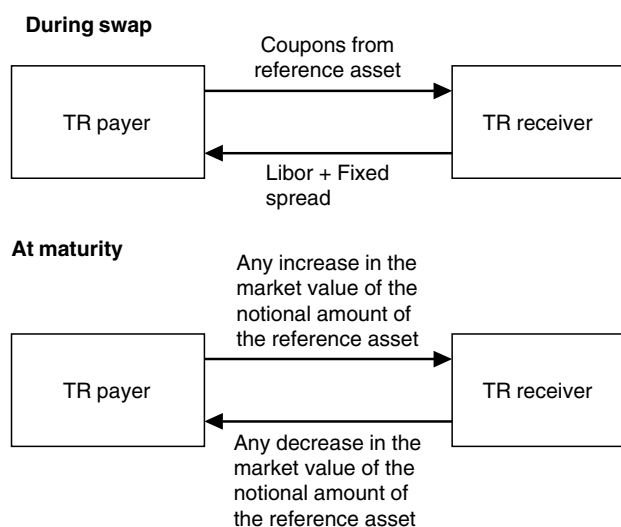 During swap
Coupons from
reference asset
TR payer
TR receiver
Libor + Fixed
spread
At maturity
Any increase in the
market value of the
notional amount of
the reference asset
TR payer
TR receiver
Any decrease in the
market value of the
notional amount of
the reference asset